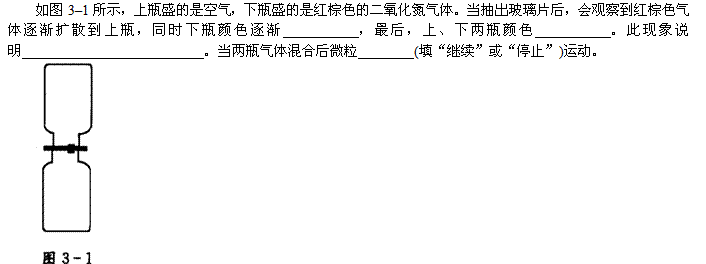 如图 3–1 所示，上瓶盛的是空气，下瓶盛的是红棕色的二氧化氮气体。当抽出玻璃片后，会观察到红棕色气
体逐渐扩散到上瓶，同时下瓶颜色逐渐__________，最后，上、下两瓶颜色__________。此现象说
明________________________。当两瓶气体混合后微粒_______(填“继续”或“停止”)运动。
图 3－1